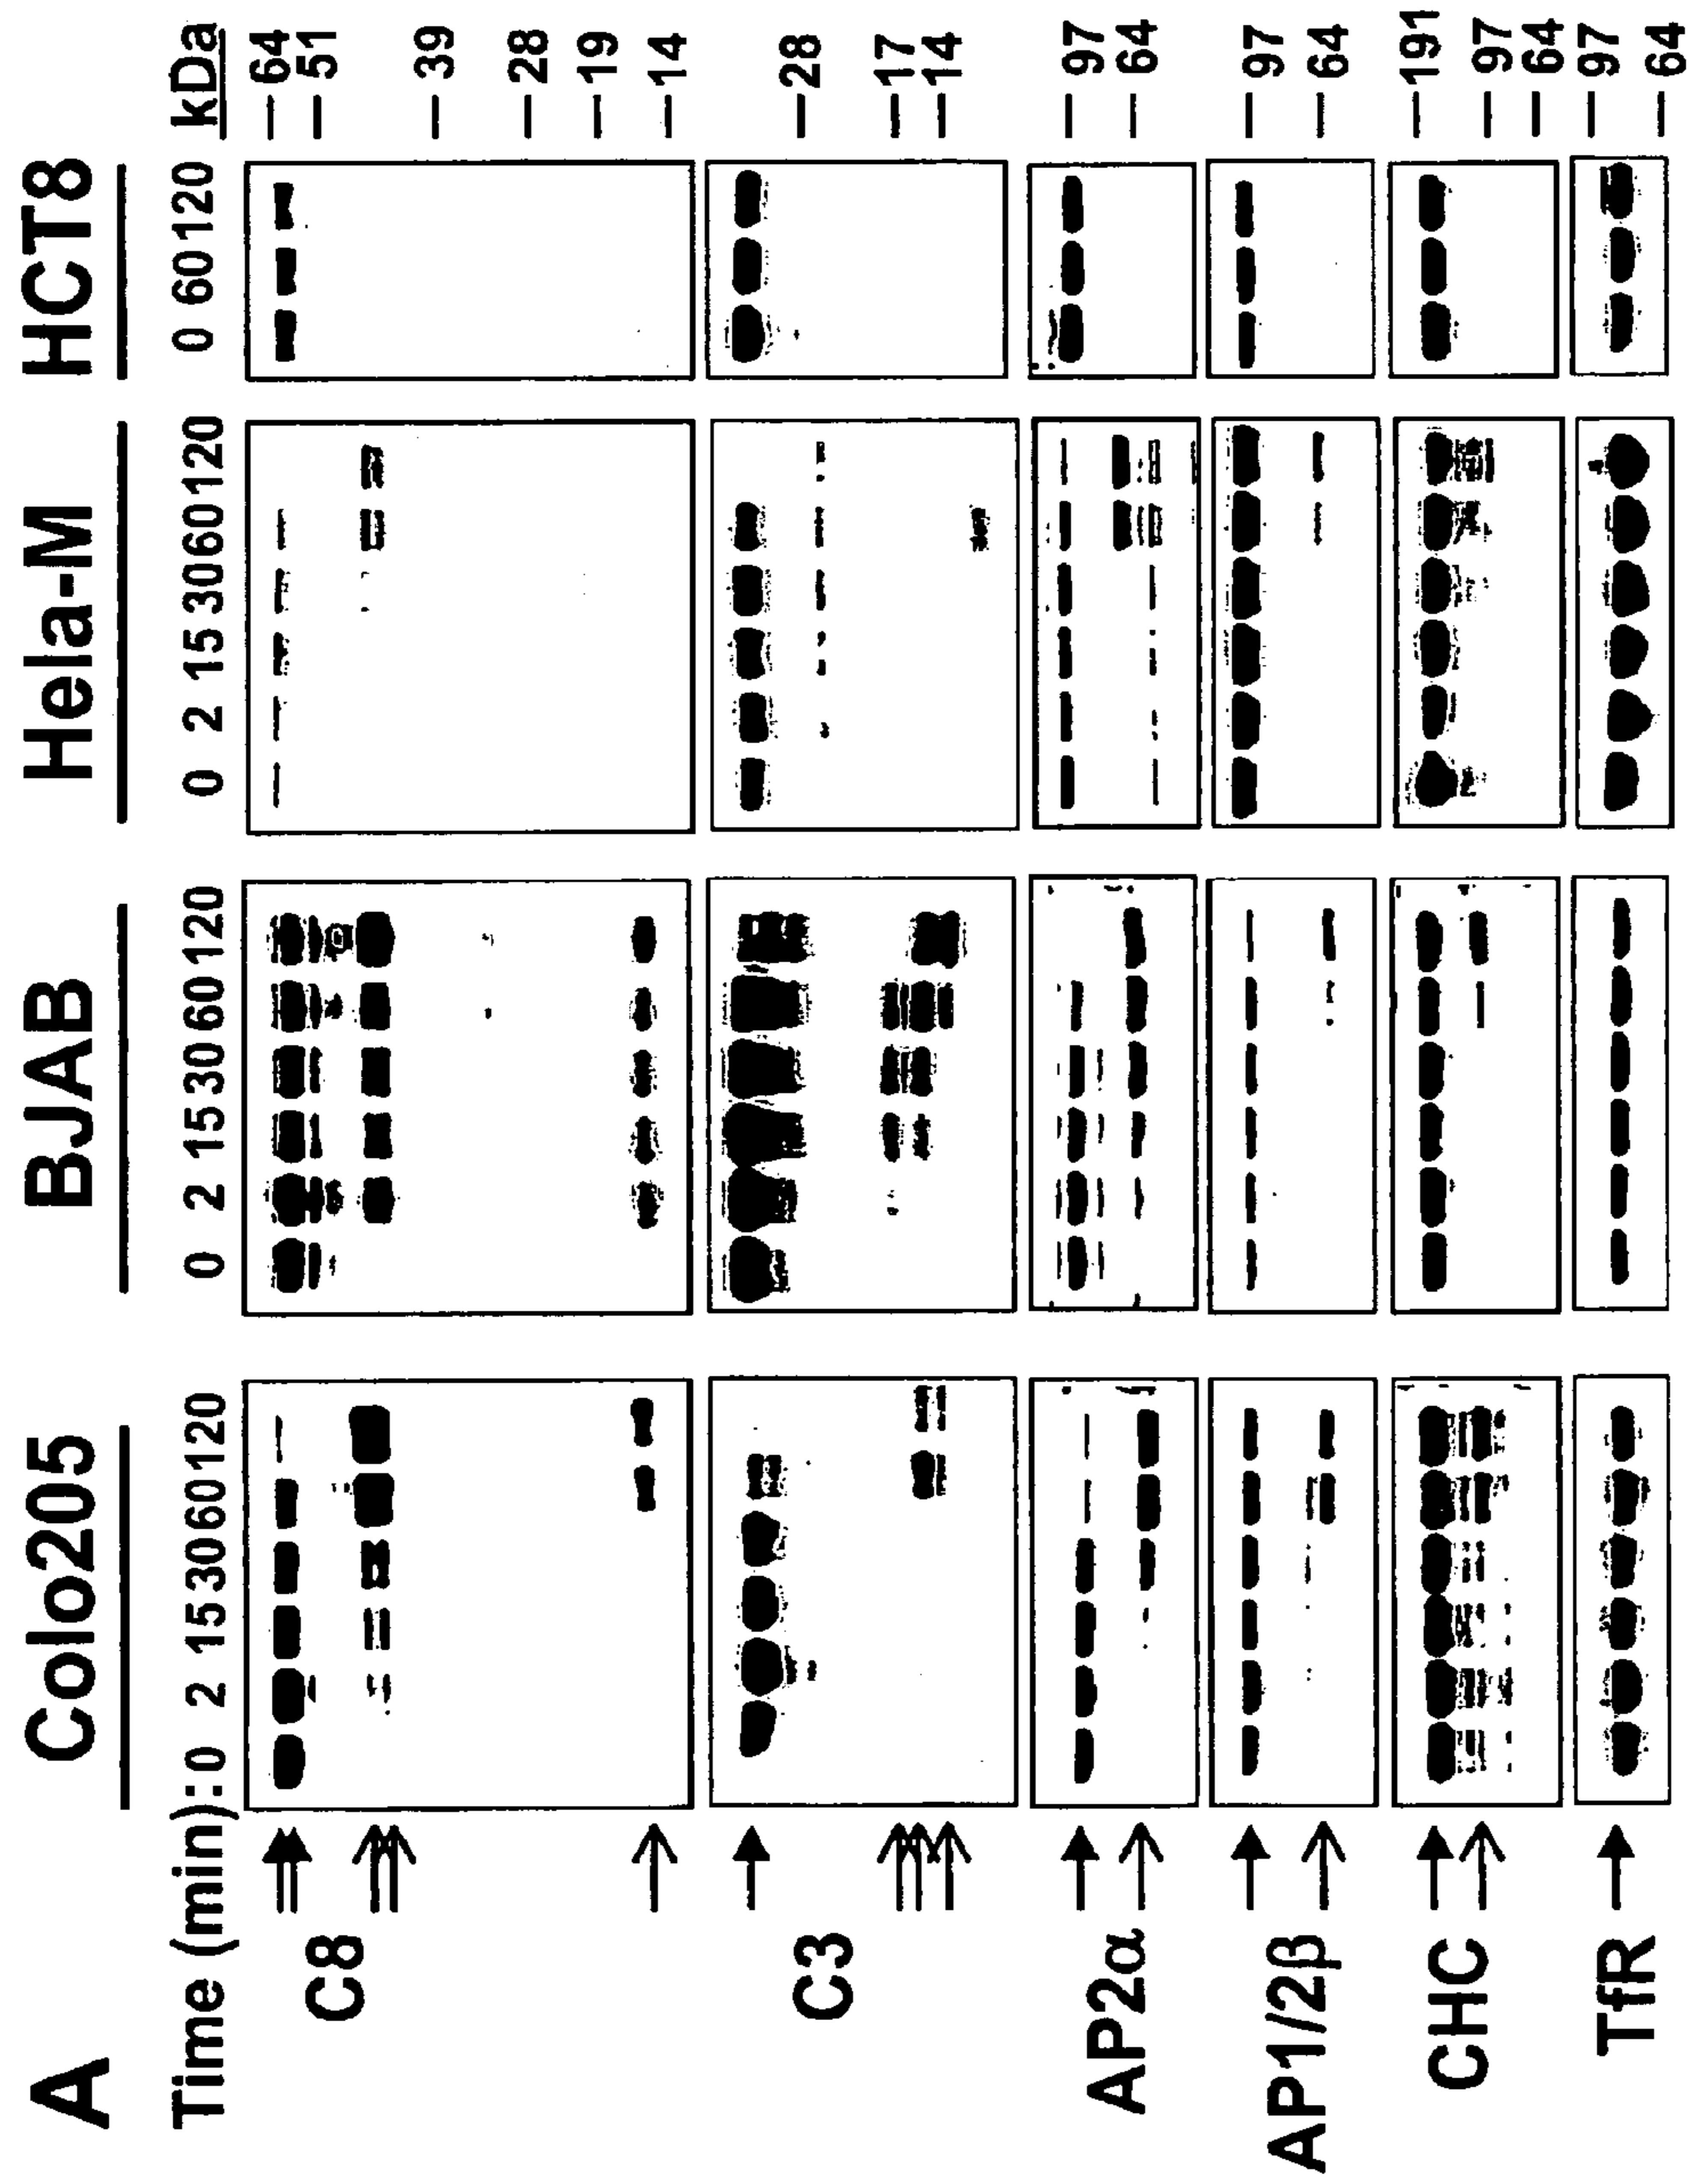 A
Colo205 BJAB Hela-M HCT8
Time (min): 0 2 15 30 60 120 0 2 15 30 60 120 0 2 15 30 60 120 0 60 120 kDa
C8
64
51
39
28
19
14
C3
28
17
14
AP2α
97
64
AP1/2β
97
64
CHC
191
97
64
TfR
97
64